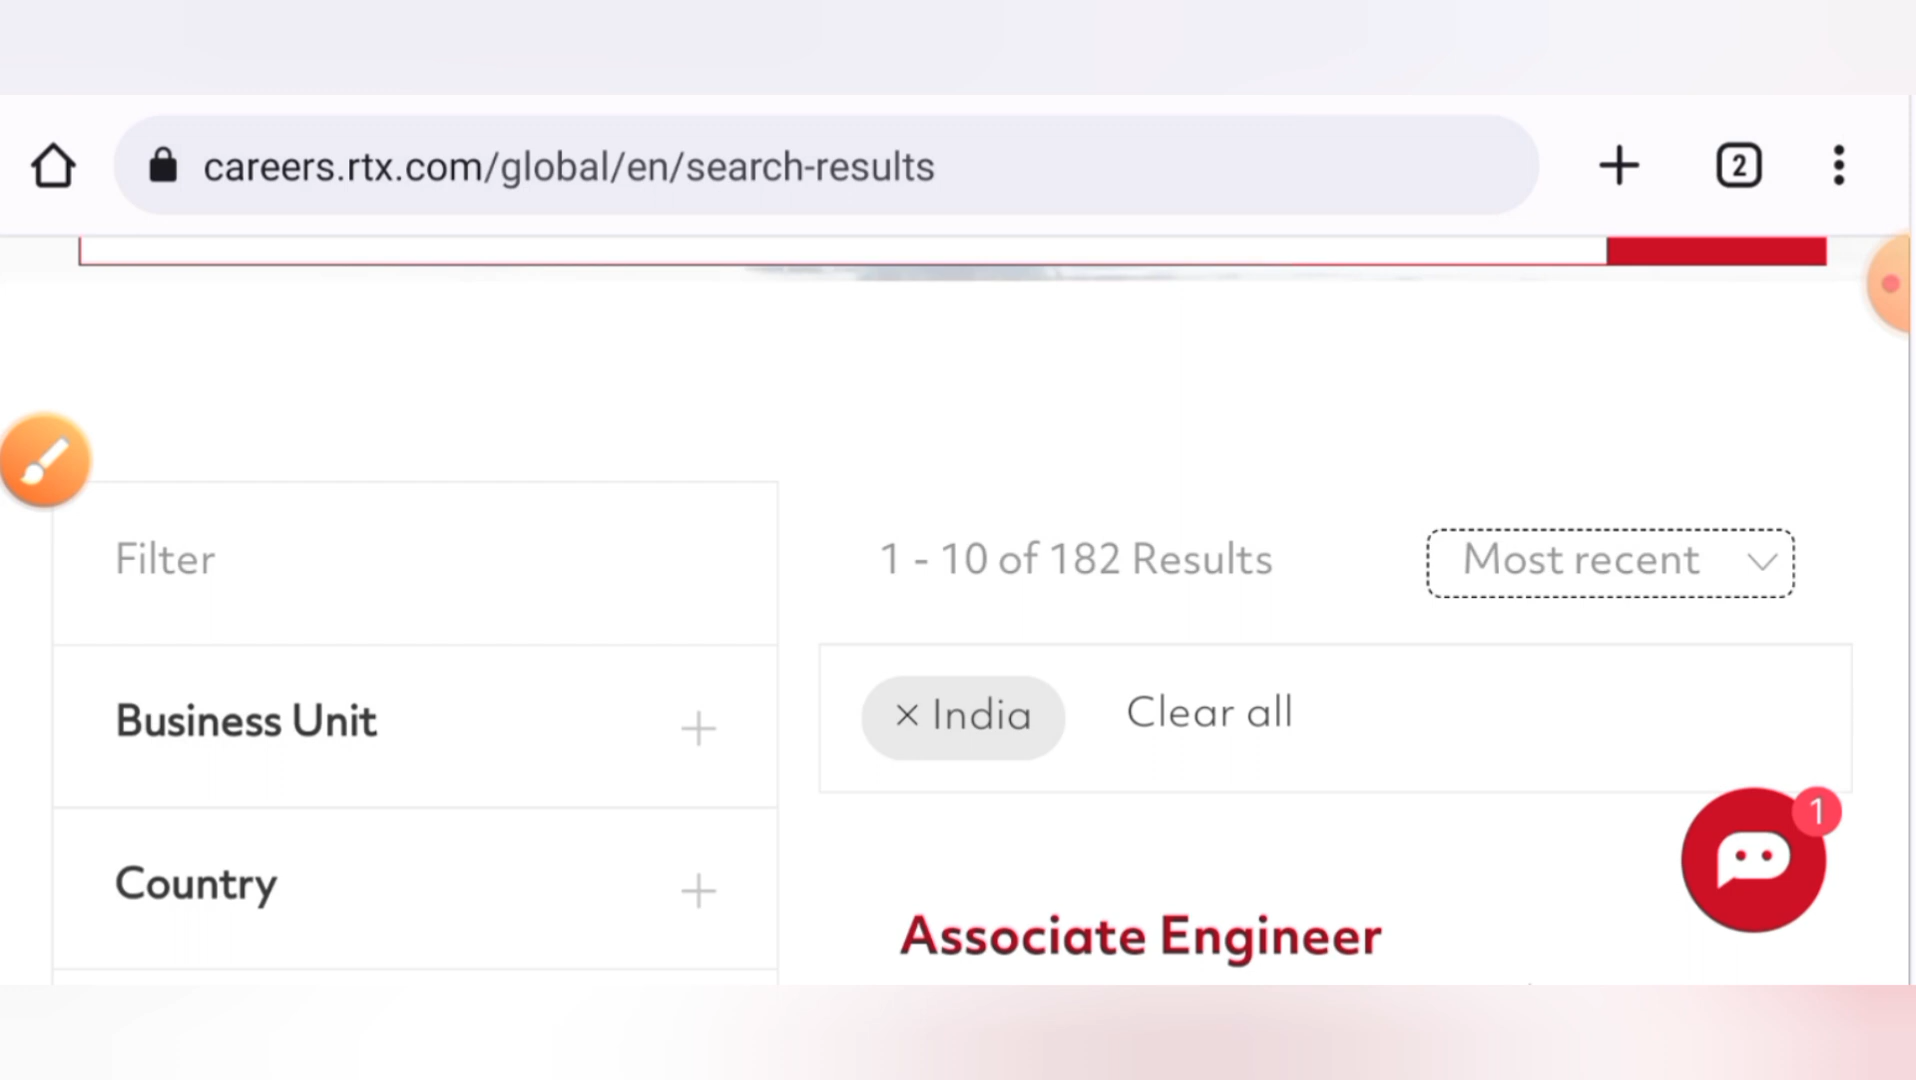 careers.rtx.com/global/en/search-results
2
Filter
1 - 10 of 182 Results
Most recent
Business Unit
× India
Clear all
1
Country
Associate Engineer